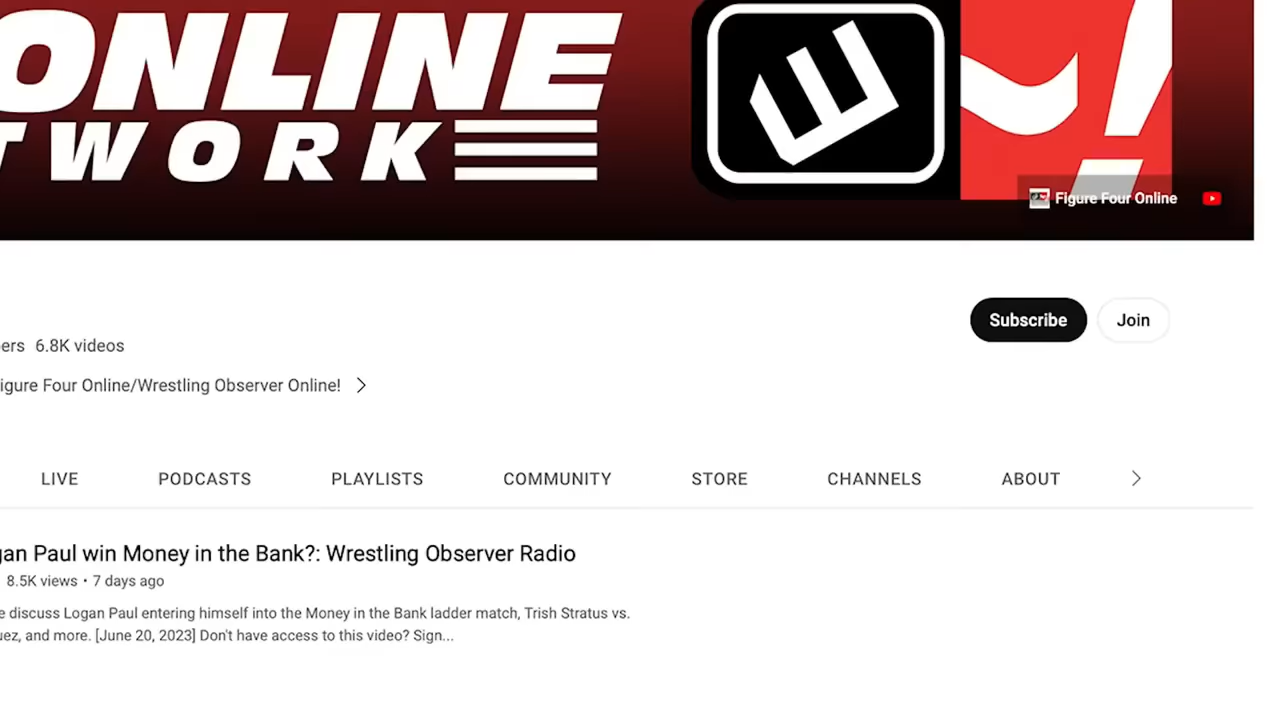 ONLINE
TWORK
Figure Four Online
Subscribe
Join
ers 6.8K videos
igure Four Online/Wrestling Observer Online!
LIVE PODCASTS PLAYLISTS COMMUNITY STORE CHANNELS ABOUT
gan Paul win Money in the Bank?: Wrestling Observer Radio
8.5K views • 7 days ago
e discuss Logan Paul entering himself into the Money in the Bank ladder match, Trish Stratus vs.
uez, and more. [June 20, 2023] Don't have access to this video? Sign...